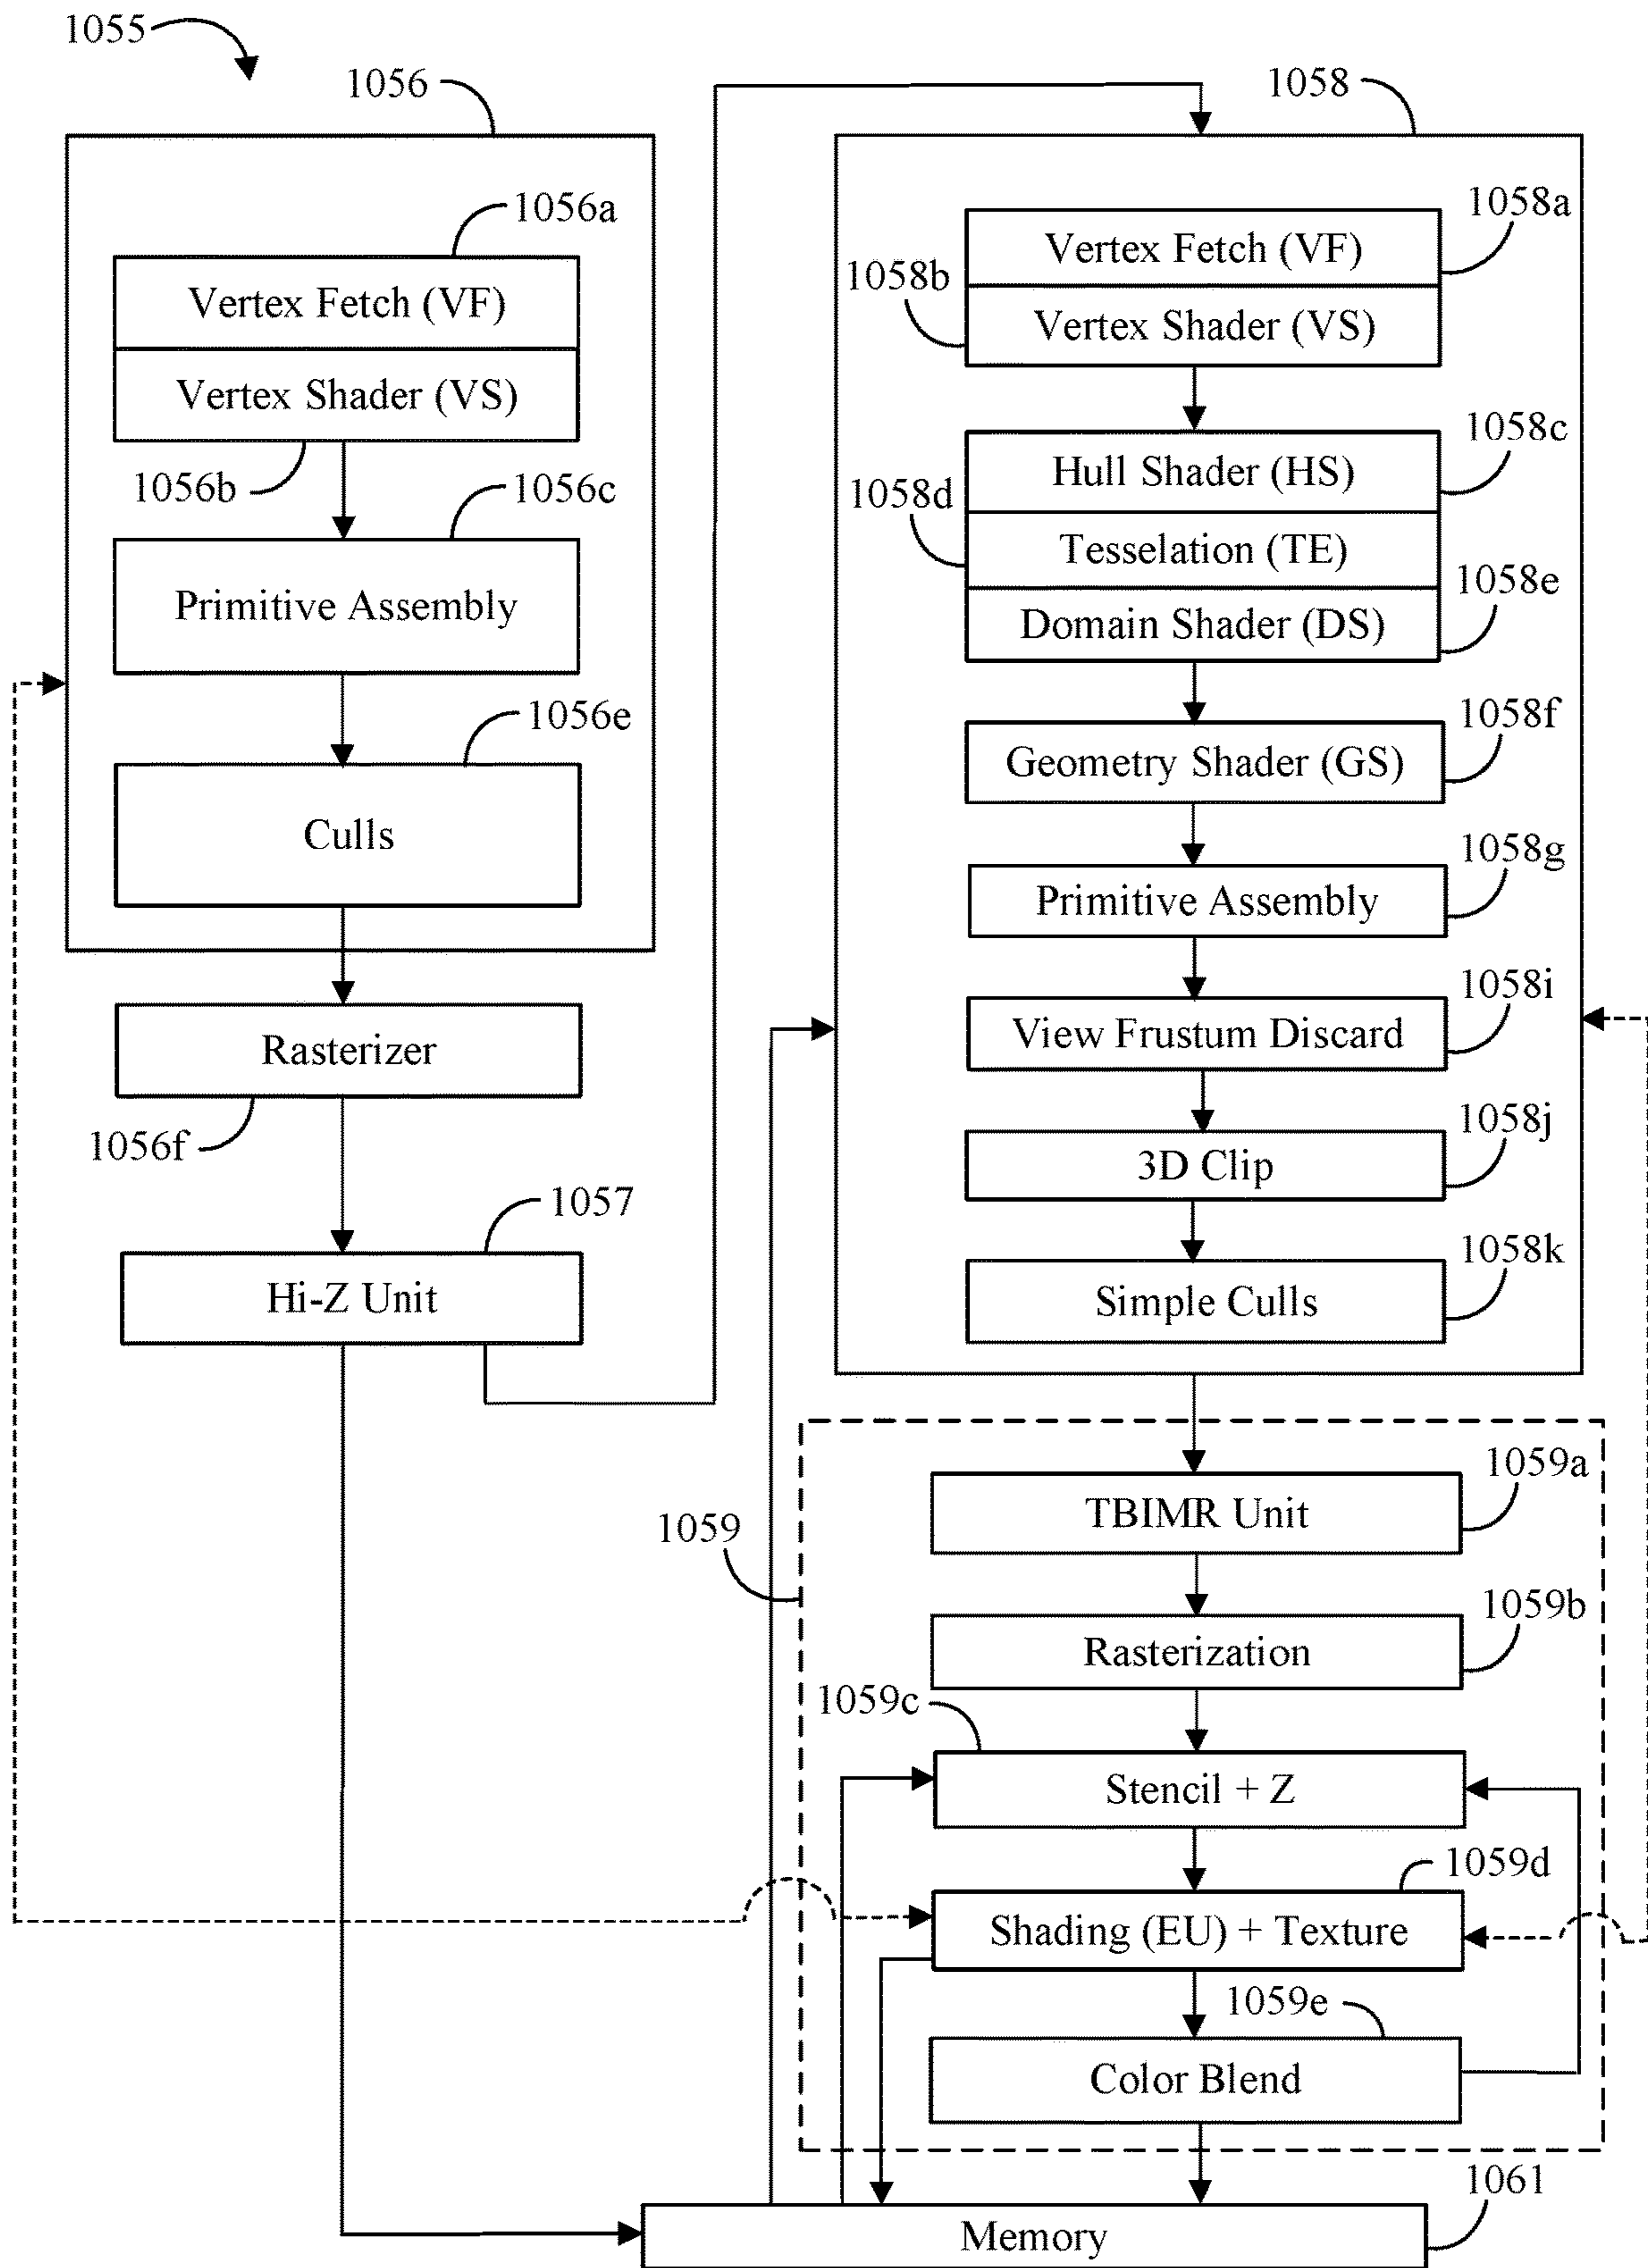 1055
1056
1056a
Vertex Fetch (VF)
Vertex Shader (VS)
1056b
1056c
Primitive Assembly
1056e
Culls
Rasterizer
1056f
1057
Hi-Z Unit
1058
1058a
Vertex Fetch (VF)
1058b
Vertex Shader (VS)
1058c
Hull Shader (HS)
1058d
Tesselation (TE)
1058e
Domain Shader (DS)
1058f
Geometry Shader (GS)
1058g
Primitive Assembly
1058i
View Frustum Discard
1058j
3D Clip
1058k
Simple Culls
1059
1059a
TBIMR Unit
1059b
Rasterization
1059c
Stencil + Z
1059d
Shading (EU) + Texture
1059e
Color Blend
1061
Memory